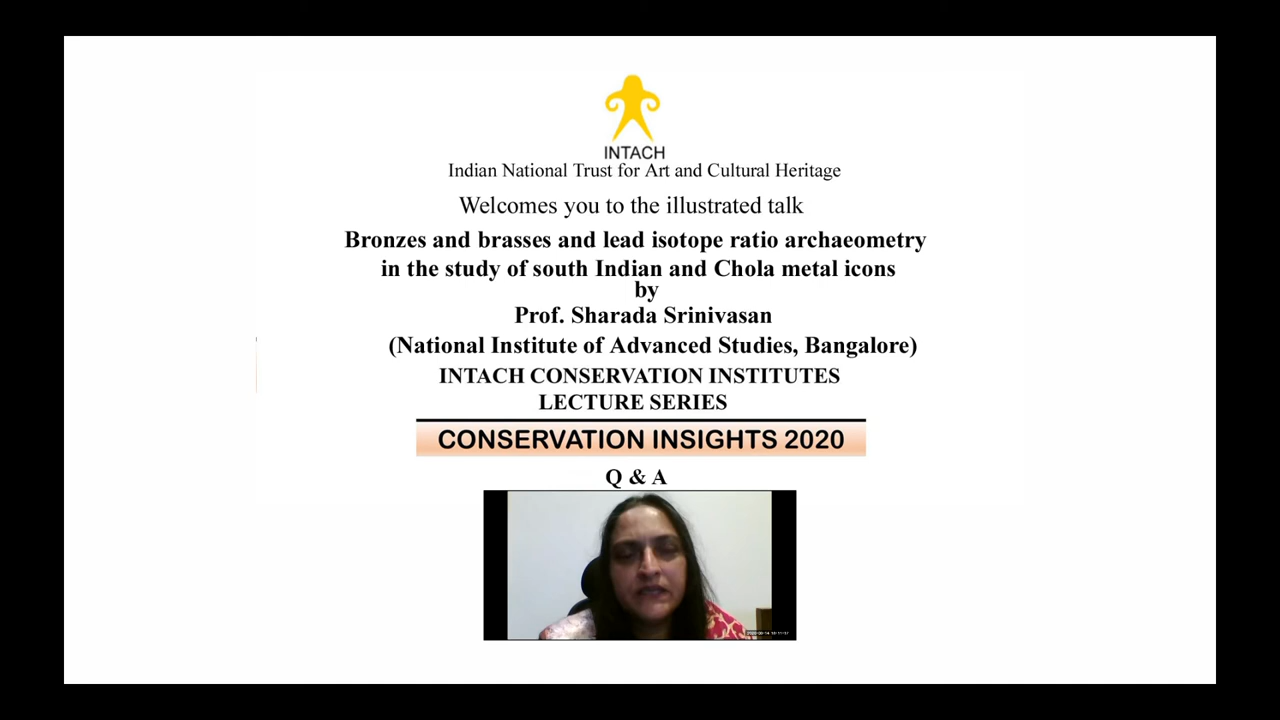 INTACH
Indian National Trust for Art and Cultural Heritage
Welcomes you to the illustrated talk
Bronzes and brasses and lead isotope ratio archaeometry
in the study of south Indian and Chola metal icons
by
Prof. Sharada Srinivasan
(National Institute of Advanced Studies, Bangalore)
INTACH CONSERVATION INSTITUTES
LECTURE SERIES
CONSERVATION INSIGHTS 2020
Q & A